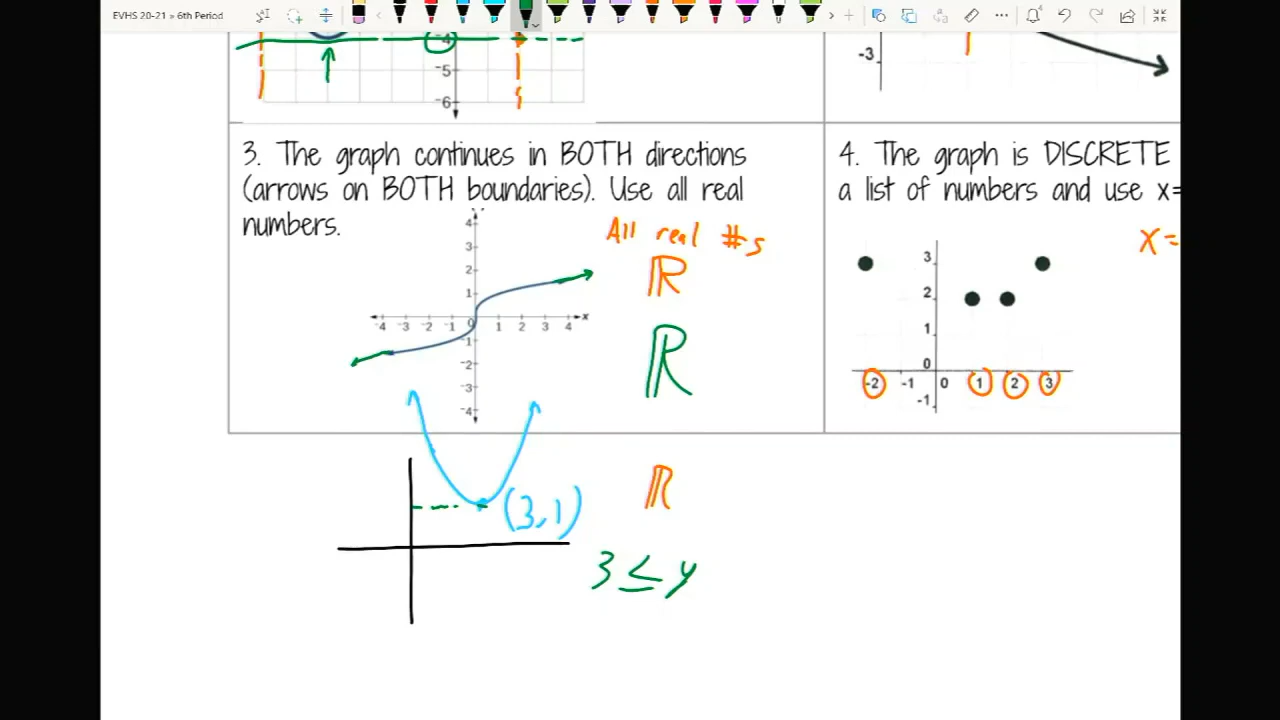 EVHS 20-21 » 6th Period
-4
-5
-6
-3
3. The graph continues in BOTH directions
(arrows on BOTH boundaries). Use all real
numbers.
All real #s
ℝ
ℝ
4
3
2
1
-4 -3 -2 -1 0 1 2 3 4 x
-1
-2
-3
-4
4. The graph is DISCRETE
a list of numbers and use x=
x=
3
2
1
0
-2 -1 0 1 2 3
-1
(3,1)
ℝ
3 ≤ y